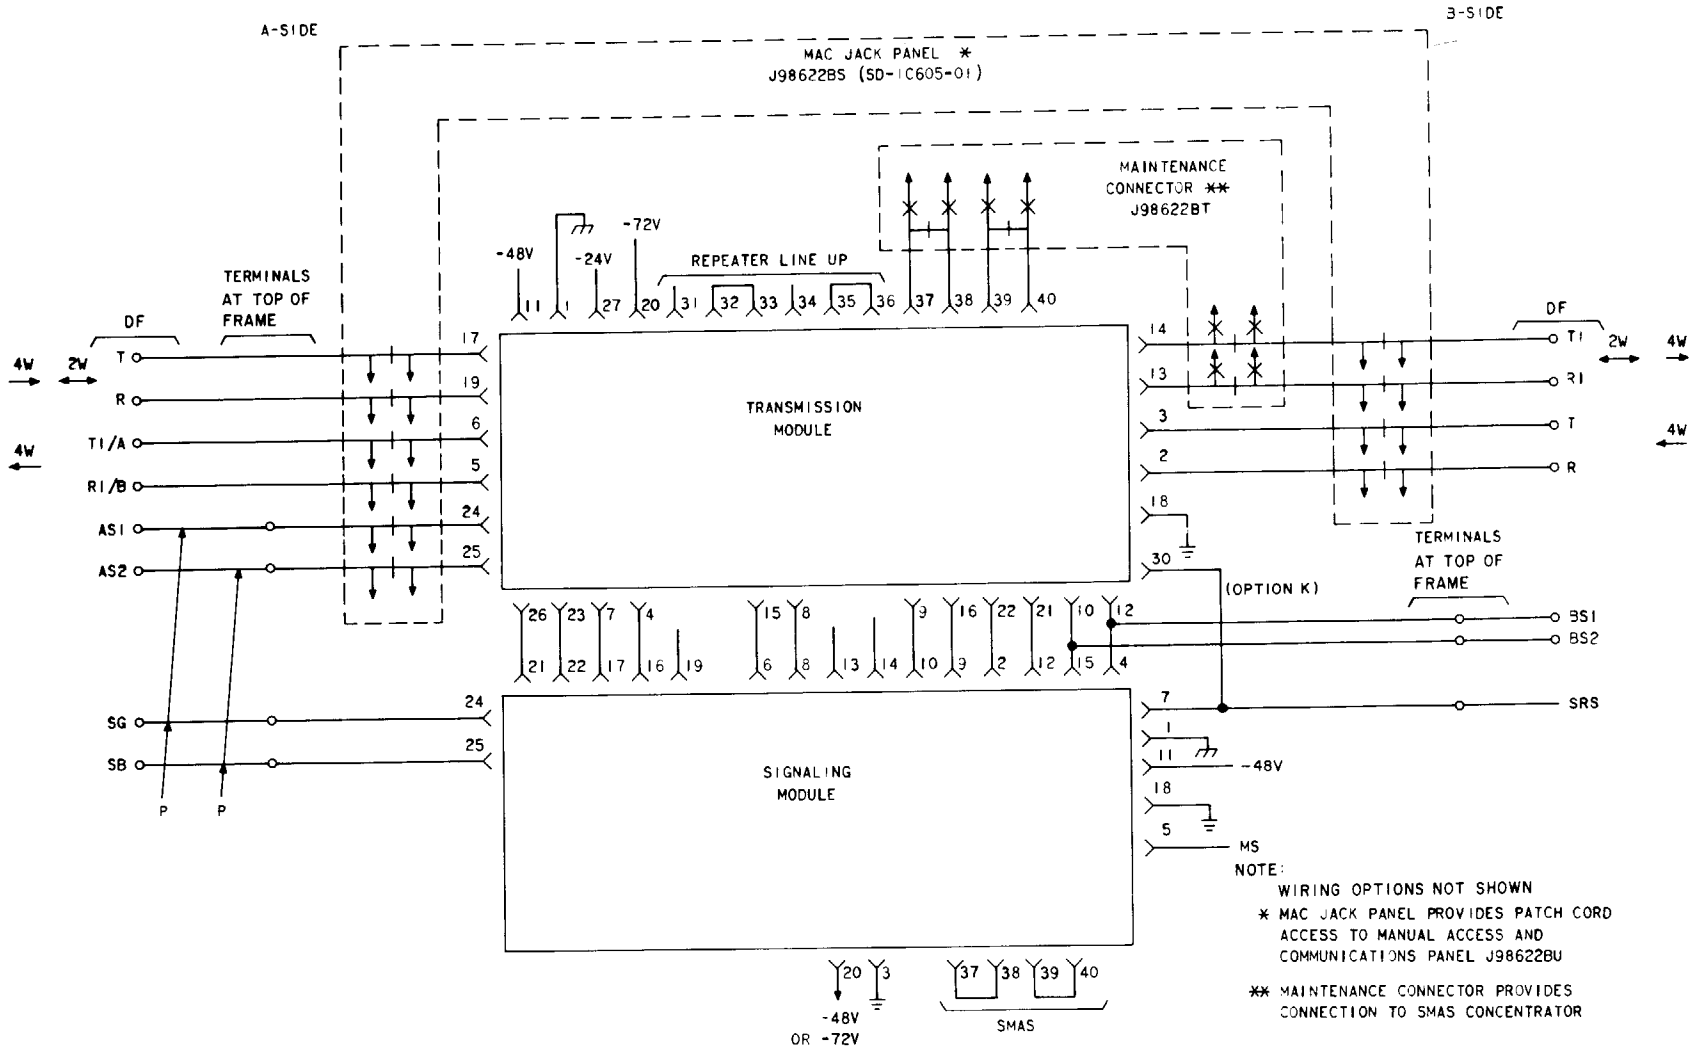 A-SIDE
B-SIDE
MAC JACK PANEL *
J98622BS (SD-1C605-01)
MAINTENANCE
CONNECTOR **
J98622BT
-48V
-24V
-72V
REPEATER LINE UP
11 1 27 20 31 32 33 34 35 36 37 38 39 40
TERMINALS
AT TOP OF
FRAME
DF
4W
2W
T
R
4W
T1/A
R1/B
AS1
AS2
17
19
6
5
24
25
TRANSMISSION
MODULE
14
13
3
2
18
30
DF
T1
R1
T
R
2W
4W
4W
(OPTION K)
TERMINALS
AT TOP OF
FRAME
BS1
BS2
SRS
26 23 7 4 15 8 9 16 22 21 10 12
21 22 17 16 19 6 8 13 14 10 9 2 12 15 4
SG
SB
P P
24
25
SIGNALING
MODULE
7
1
11
-48V
18
5
MS
20 3 37 38 39 40
-48V
OR -72V
SMAS
NOTE:
WIRING OPTIONS NOT SHOWN
* MAC JACK PANEL PROVIDES PATCH CORD
ACCESS TO MANUAL ACCESS AND
COMMUNICATIONS PANEL J98622BU
** MAINTENANCE CONNECTOR PROVIDES
CONNECTION TO SMAS CONCENTRATOR